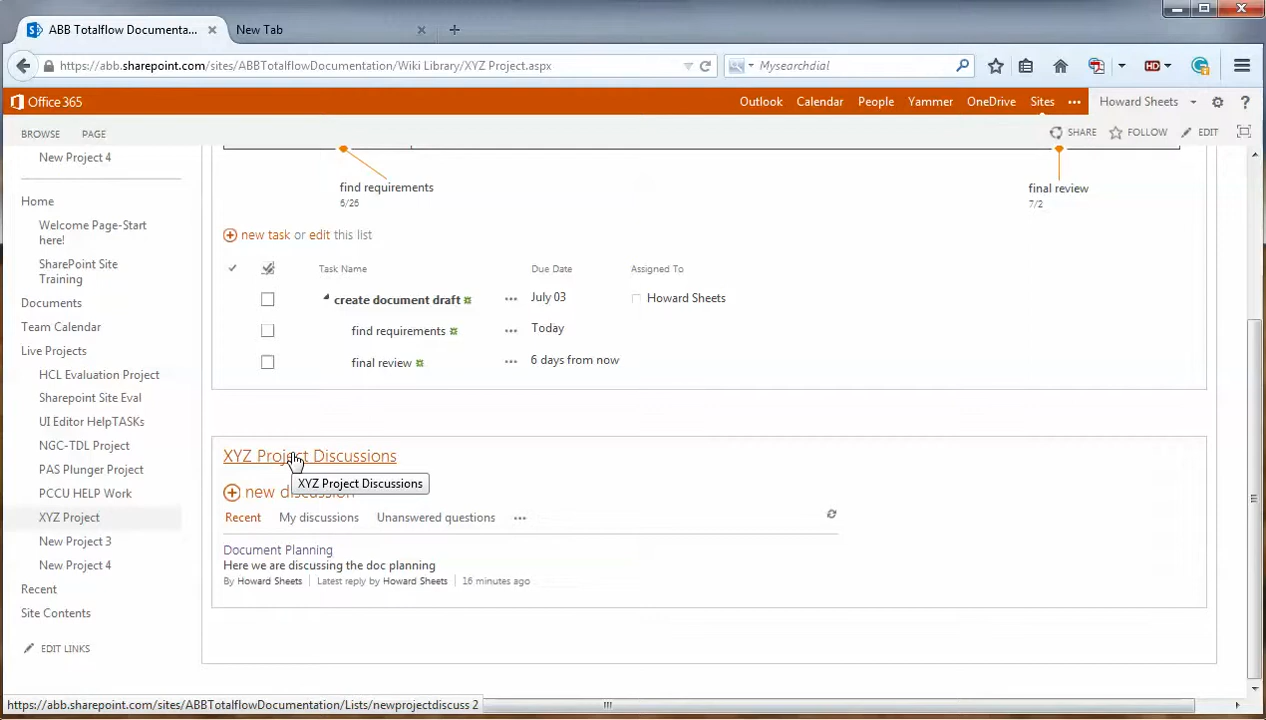 ABB Totalflow Documenta...
New Tab
https://abb.sharepoint.com/sites/ABBTotalflowDocumentation/Wiki Library/XYZ Project.aspx
Mysearchdial
HD
Office 365
Outlook Calendar People Yammer OneDrive Sites ••• Howard Sheets ?
BROWSE PAGE
SHARE FOLLOW EDIT
New Project 4
Home
Welcome Page-Start
here!
SharePoint Site
Training
Documents
Team Calendar
Live Projects
HCL Evaluation Project
Sharepoint Site Eval
UI Editor HelpTASKs
NGC-TDL Project
PAS Plunger Project
PCCU HELP Work
XYZ Project
New Project 3
New Project 4
Recent
Site Contents
EDIT LINKS
find requirements
5/26
final review
7/2
new task or edit this list
Task Name Due Date Assigned To
create document draft ••• July 03 Howard Sheets
find requirements ••• Today
final review ••• 6 days from now
XYZ Project Discussions
XYZ Project Discussions
new discussion
Recent My discussions Unanswered questions •••
Document Planning
Here we are discussing the doc planning
By Howard Sheets Latest reply by Howard Sheets 16 minutes ago
https://abb.sharepoint.com/sites/ABBTotalflowDocumentation/Lists/newprojectdiscuss 2